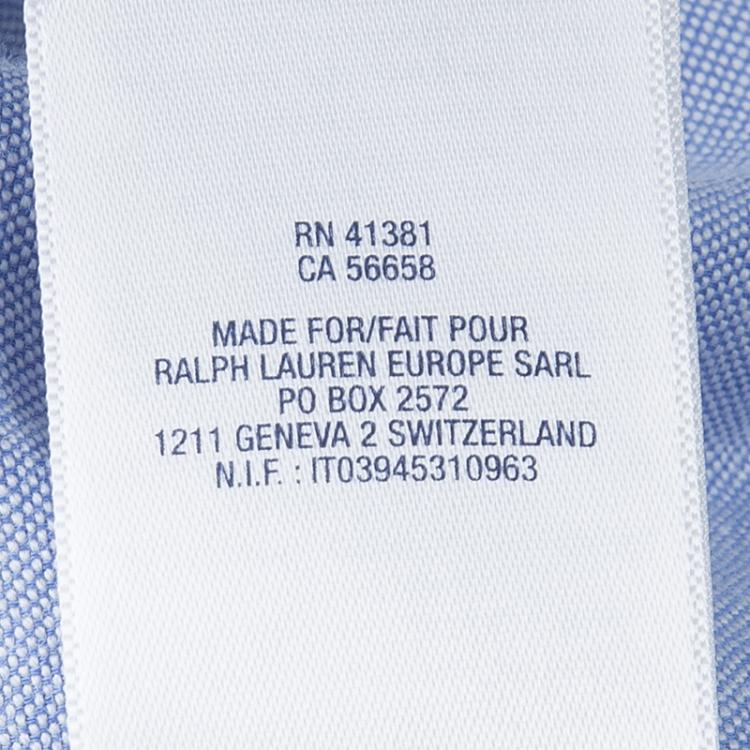 RN 41381
CA 56658
MADE FOR/FAIT POUR
RALPH LAUREN EUROPE SARL
PO BOX 2572
1211 GENEVA 2 SWITZERLAND
N.I.F. : IT03945310963